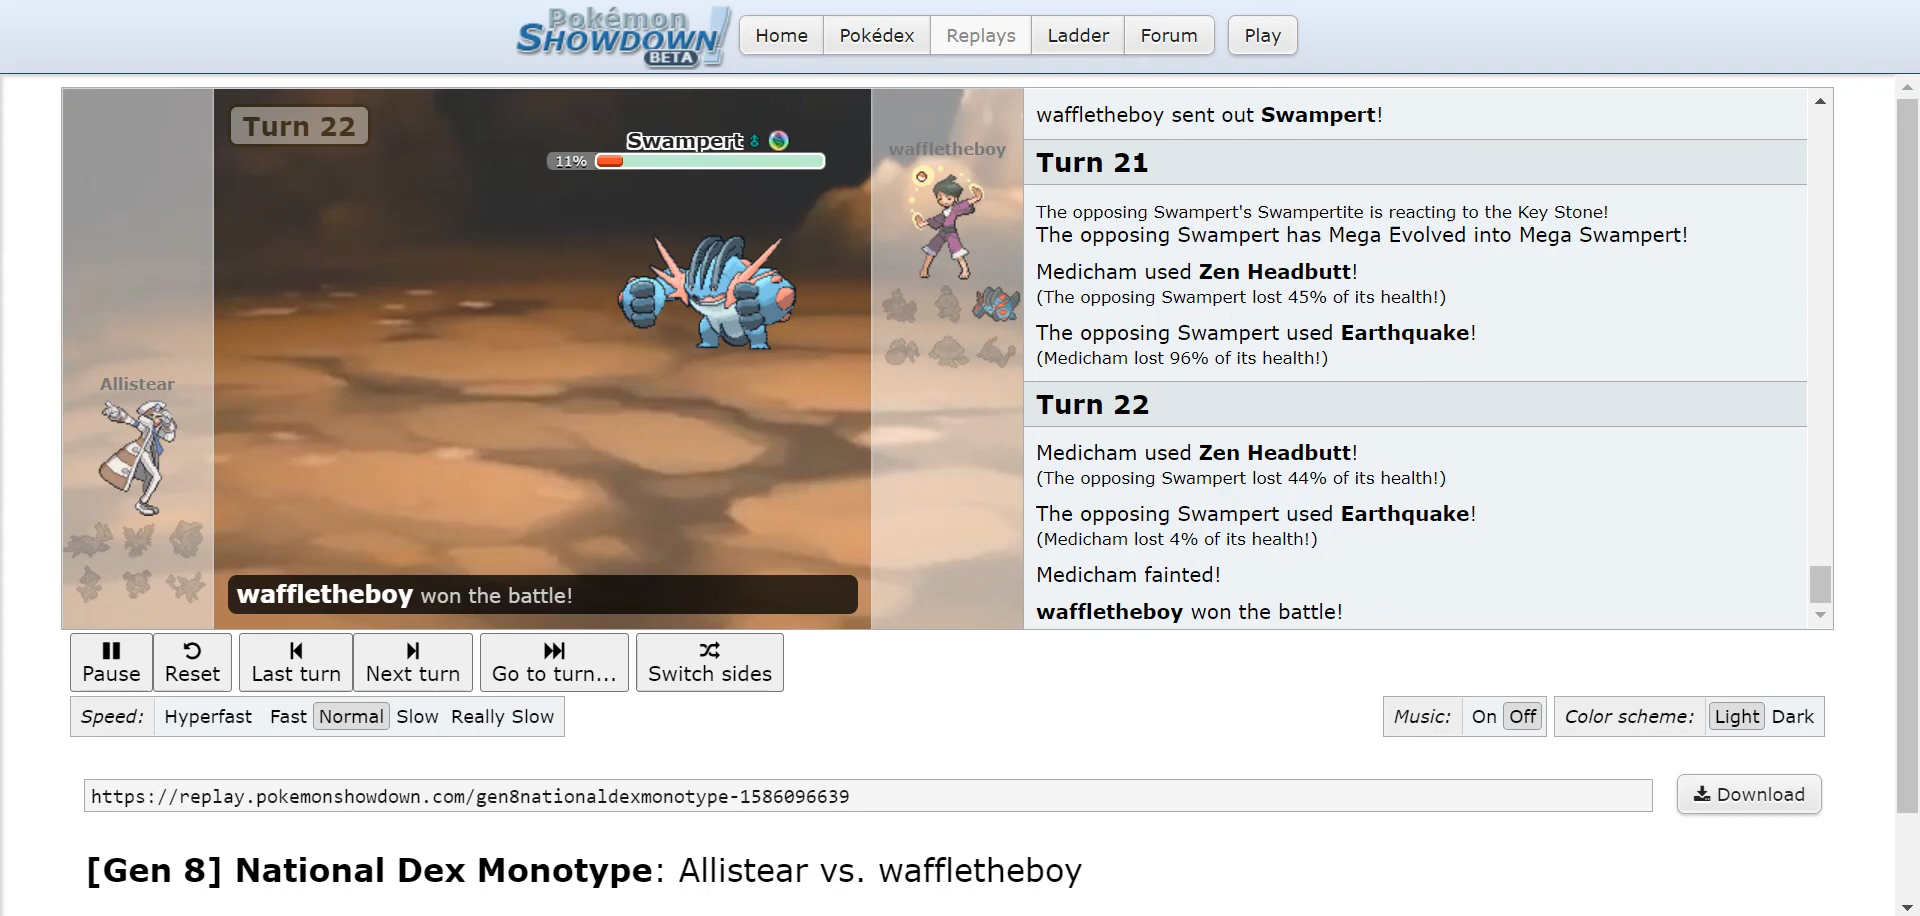 Pokémon
SHOWDOWN!
BETA
Home
Pokédex
Replays
Ladder
Forum
Play
Turn 22
Swampert
11%
waffletheboy
Allistear
waffletheboy won the battle!
waffletheboy sent out Swampert!
Turn 21
The opposing Swampert's Swampertite is reacting to the Key Stone!
The opposing Swampert has Mega Evolved into Mega Swampert!
Medicham used Zen Headbutt!
(The opposing Swampert lost 45% of its health!)
The opposing Swampert used Earthquake!
(Medicham lost 96% of its health!)
Turn 22
Medicham used Zen Headbutt!
(The opposing Swampert lost 44% of its health!)
The opposing Swampert used Earthquake!
(Medicham lost 4% of its health!)
Medicham fainted!
waffletheboy won the battle!
Pause
Reset
Last turn
Next turn
Go to turn...
Switch sides
Speed: Hyperfast Fast Normal Slow Really Slow
Music: On Off
Color scheme: Light Dark
https://replay.pokemonshowdown.com/gen8nationaldexmonotype-1586096639
Download
[Gen 8] National Dex Monotype: Allistear vs. waffletheboy